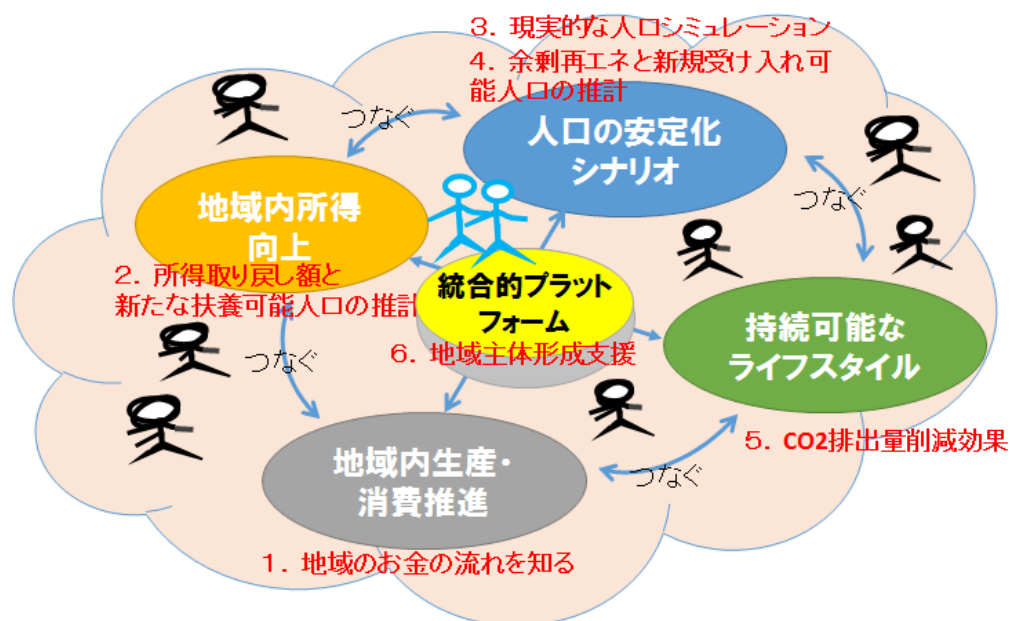 3. 現実的な人口シミュレーション
4. 余剰再エネと新規受け入れ可
能人口の推計
つなぐ
人口の安定化
シナリオ
つなぐ
地域内所得
向上
2. 所得取り戻し額と
新たな扶養可能人口の推計
統合的プラット
フォーム
6. 地域主体形成支援
持続可能な
ライフスタイル
つなぐ
5. CO2排出量削減効果
地域内生産・
消費推進
つなぐ
1. 地域のお金の流れを知る